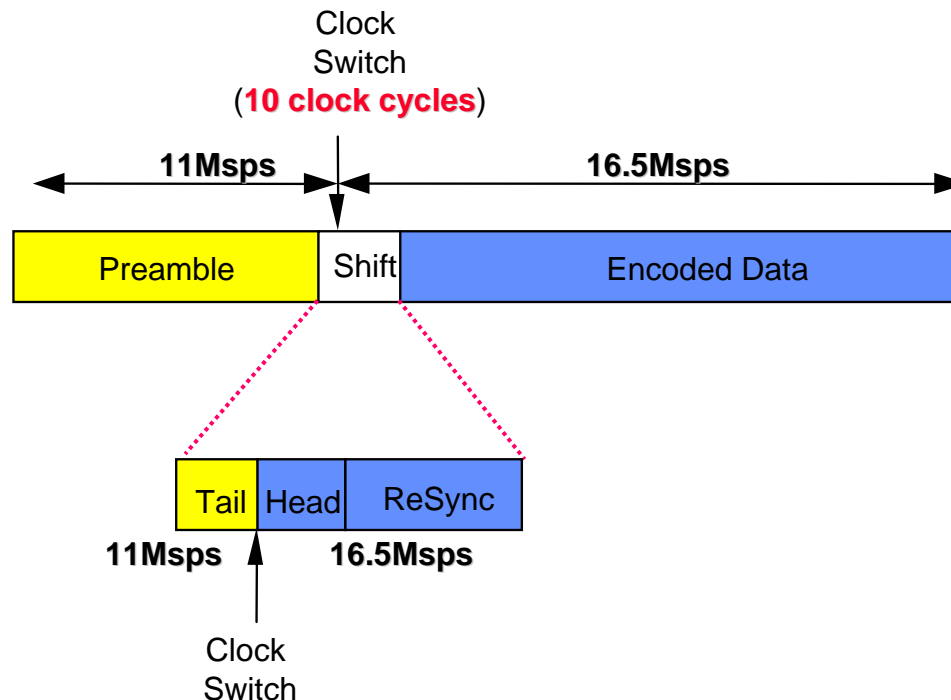 Clock
Switch
(10 clock cycles)
11Msps
16.5Msps
Preamble
Shift
Encoded Data
Tail
Head
ReSync
11Msps
16.5Msps
Clock
Switch